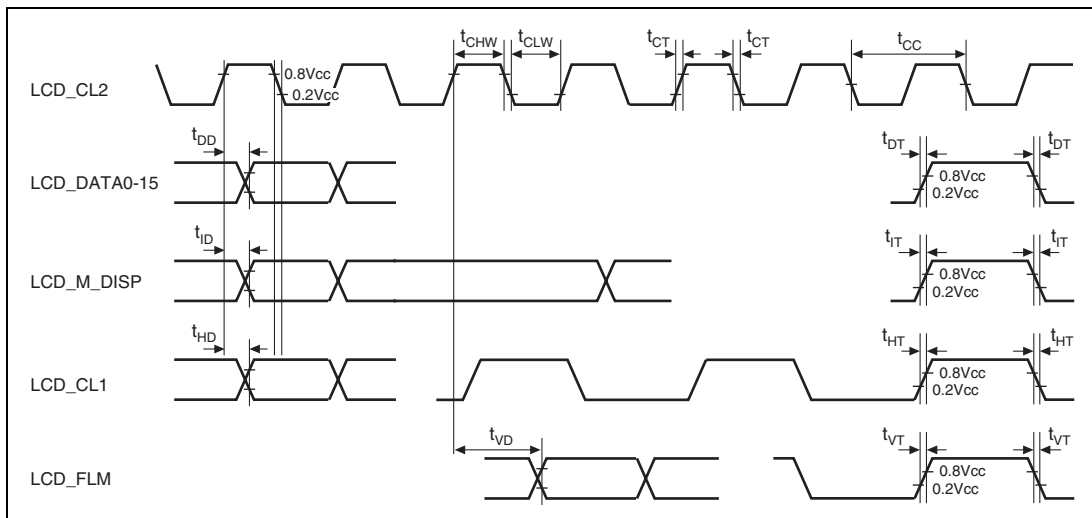 tCHW tCLW tCT tCT tCC
LCD_CL2
0.8Vcc
0.2Vcc
tDD tDT tDT
LCD_DATA0-15
0.8Vcc
0.2Vcc
tID tIT tIT
LCD_M_DISP
0.8Vcc
0.2Vcc
tHD tHT tHT
LCD_CL1
0.8Vcc
0.2Vcc
tVD tVT tVT
LCD_FLM
0.8Vcc
0.2Vcc